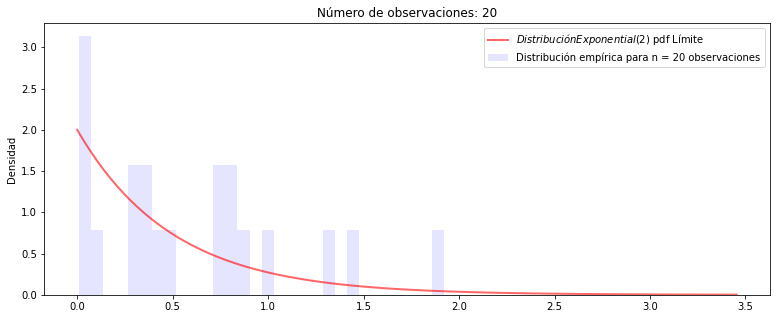 Número de observaciones: 20
DistribuciónExponential(2) pdf Límite
Distribución empírica para n = 20 observaciones
Densidad
3.0
2.5
2.0
1.5
1.0
0.5
0.0
0.0 0.5 1.0 1.5 2.0 2.5 3.0 3.5